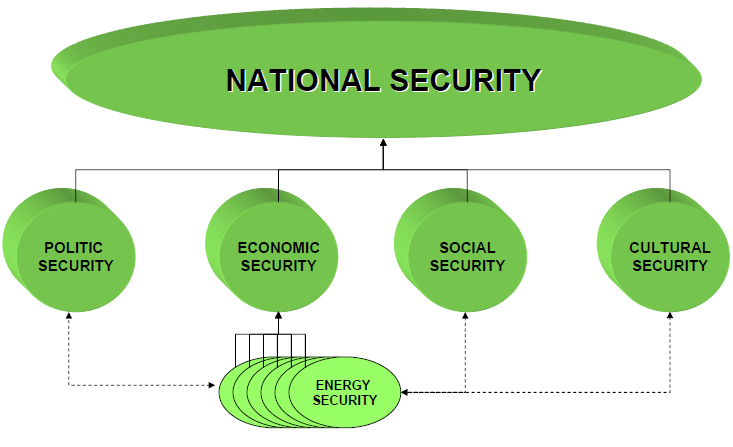 NATIONAL SECURITY
POLITIC
SECURITY
ECONOMIC
SECURITY
SOCIAL
SECURITY
CULTURAL
SECURITY
ENERGY
SECURITY